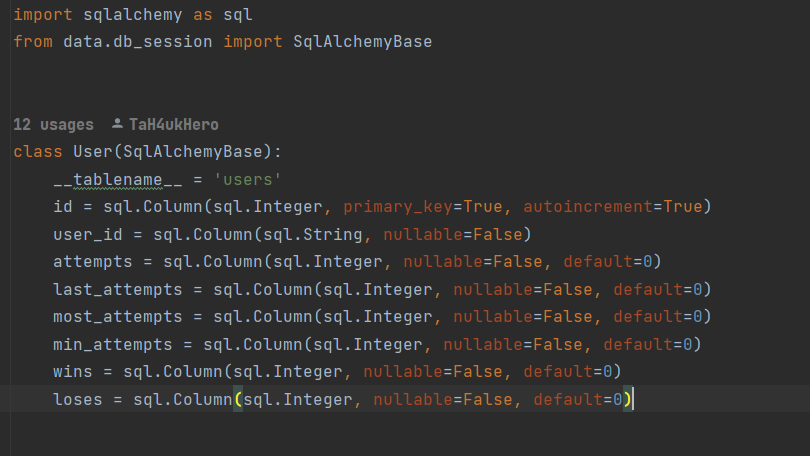 import sqlalchemy as sql
from data.db_session import SqlAlchemyBase
12 usages TaH4ukHero
class User(SqlAlchemyBase):
__tablename__ = 'users'
id = sql.Column(sql.Integer, primary_key=True, autoincrement=True)
user_id = sql.Column(sql.String, nullable=False)
attempts = sql.Column(sql.Integer, nullable=False, default=0)
last_attempts = sql.Column(sql.Integer, nullable=False, default=0)
most_attempts = sql.Column(sql.Integer, nullable=False, default=0)
min_attempts = sql.Column(sql.Integer, nullable=False, default=0)
wins = sql.Column(sql.Integer, nullable=False, default=0)
loses = sql.Column(sql.Integer, nullable=False, default=0)